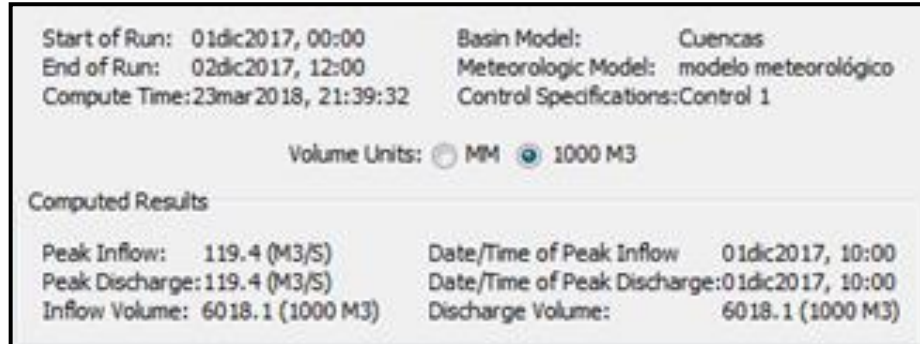 Start of Run: 01dic2017, 00:00 Basin Model: Cuencas
End of Run: 02dic2017, 12:00 Meteorologic Model: modelo meteorológico
Compute Time:23mar2018, 21:39:32 Control Specifications:Control 1
Volume Units: MM 1000 M3
Computed Results
Peak Inflow: 119.4 (M3/S) Date/Time of Peak Inflow 01dic2017, 10:00
Peak Discharge:119.4 (M3/S) Date/Time of Peak Discharge:01dic2017, 10:00
Inflow Volume: 6018.1 (1000 M3) Discharge Volume: 6018.1 (1000 M3)